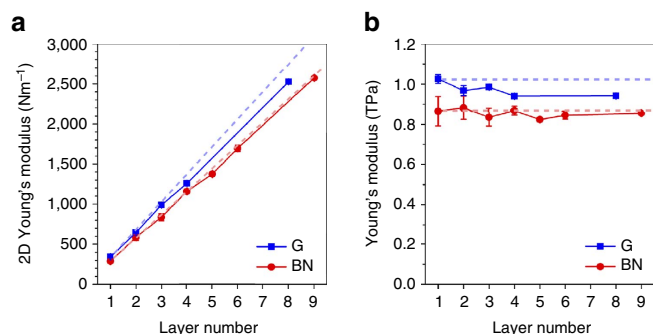 a
2D Young's modulus (Nm⁻¹)
3,000
2,500
2,000
1,500
1,000
500
0
G
BN
1 2 3 4 5 6 7 8 9
Layer number
b
Young's modulus (TPa)
1.2
1.0
0.8
0.6
0.4
0.2
0.0
G
BN
1 2 3 4 5 6 7 8 9
Layer number